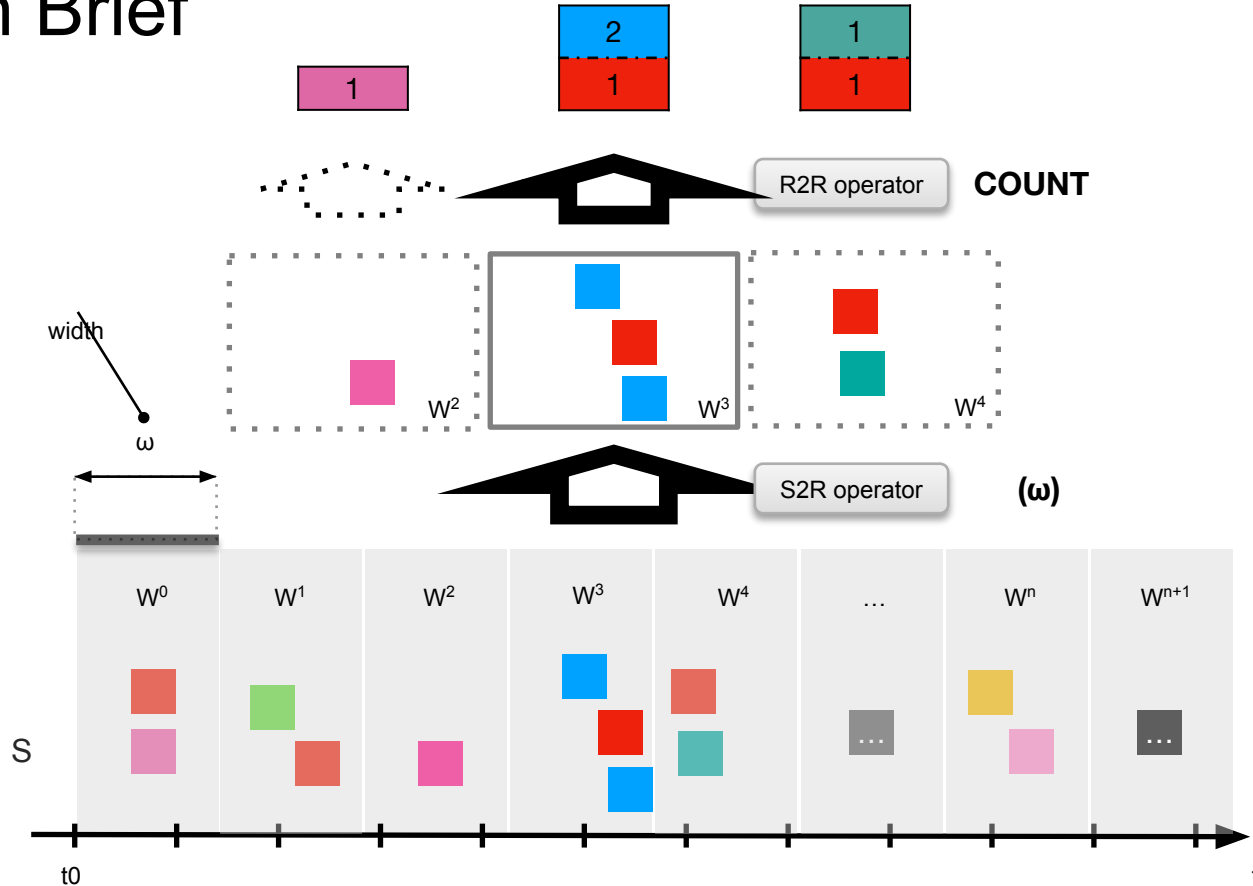 n Brief
2
1
1
1
1
R2R operator
COUNT
width
W²
W³
W⁴
ω
S2R operator
(ω)
W⁰
W¹
W²
W³
W⁴
…
Wⁿ
Wⁿ⁺¹
S
…
…
t0